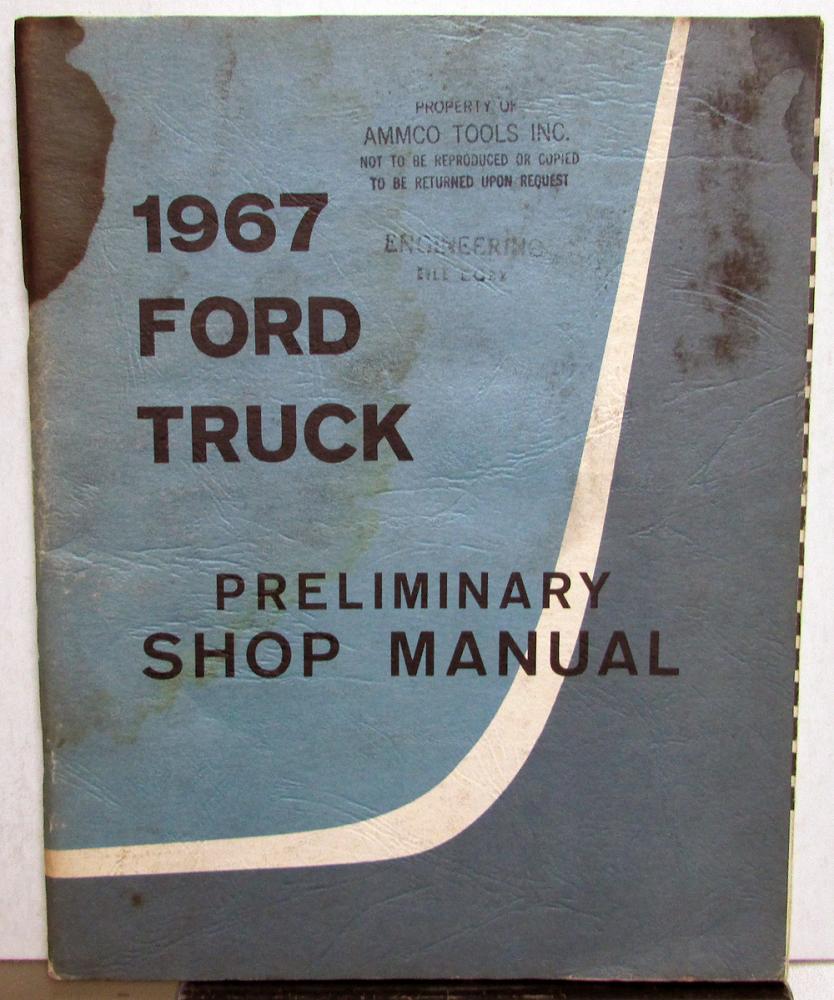 PROPERTY OF
AMMCO TOOLS INC.
NOT TO BE REPRODUCED OR COPIED
TO BE RETURNED UPON REQUEST
ENGINEERING
1967
FORD
TRUCK
PRELIMINARY
SHOP MANUAL